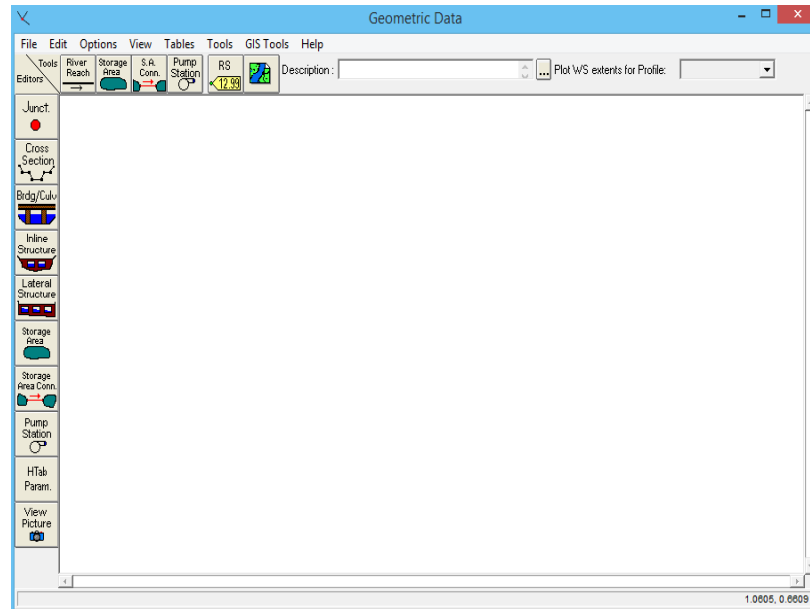 Geometric Data
File Edit Options View Tables Tools GIS Tools Help
Tools
Editors
River
Reach
Storage
Area
S.A.
Conn.
Pump
Station
RS
12.99
Description :
...
Plot WS extents for Profile:
Junct.
Cross
Section
Brdg/Culv
Inline
Structure
Lateral
Structure
Storage
Area
Storage
Area Conn.
Pump
Station
HTab
Param.
View
Picture
1.0605, 0.6609